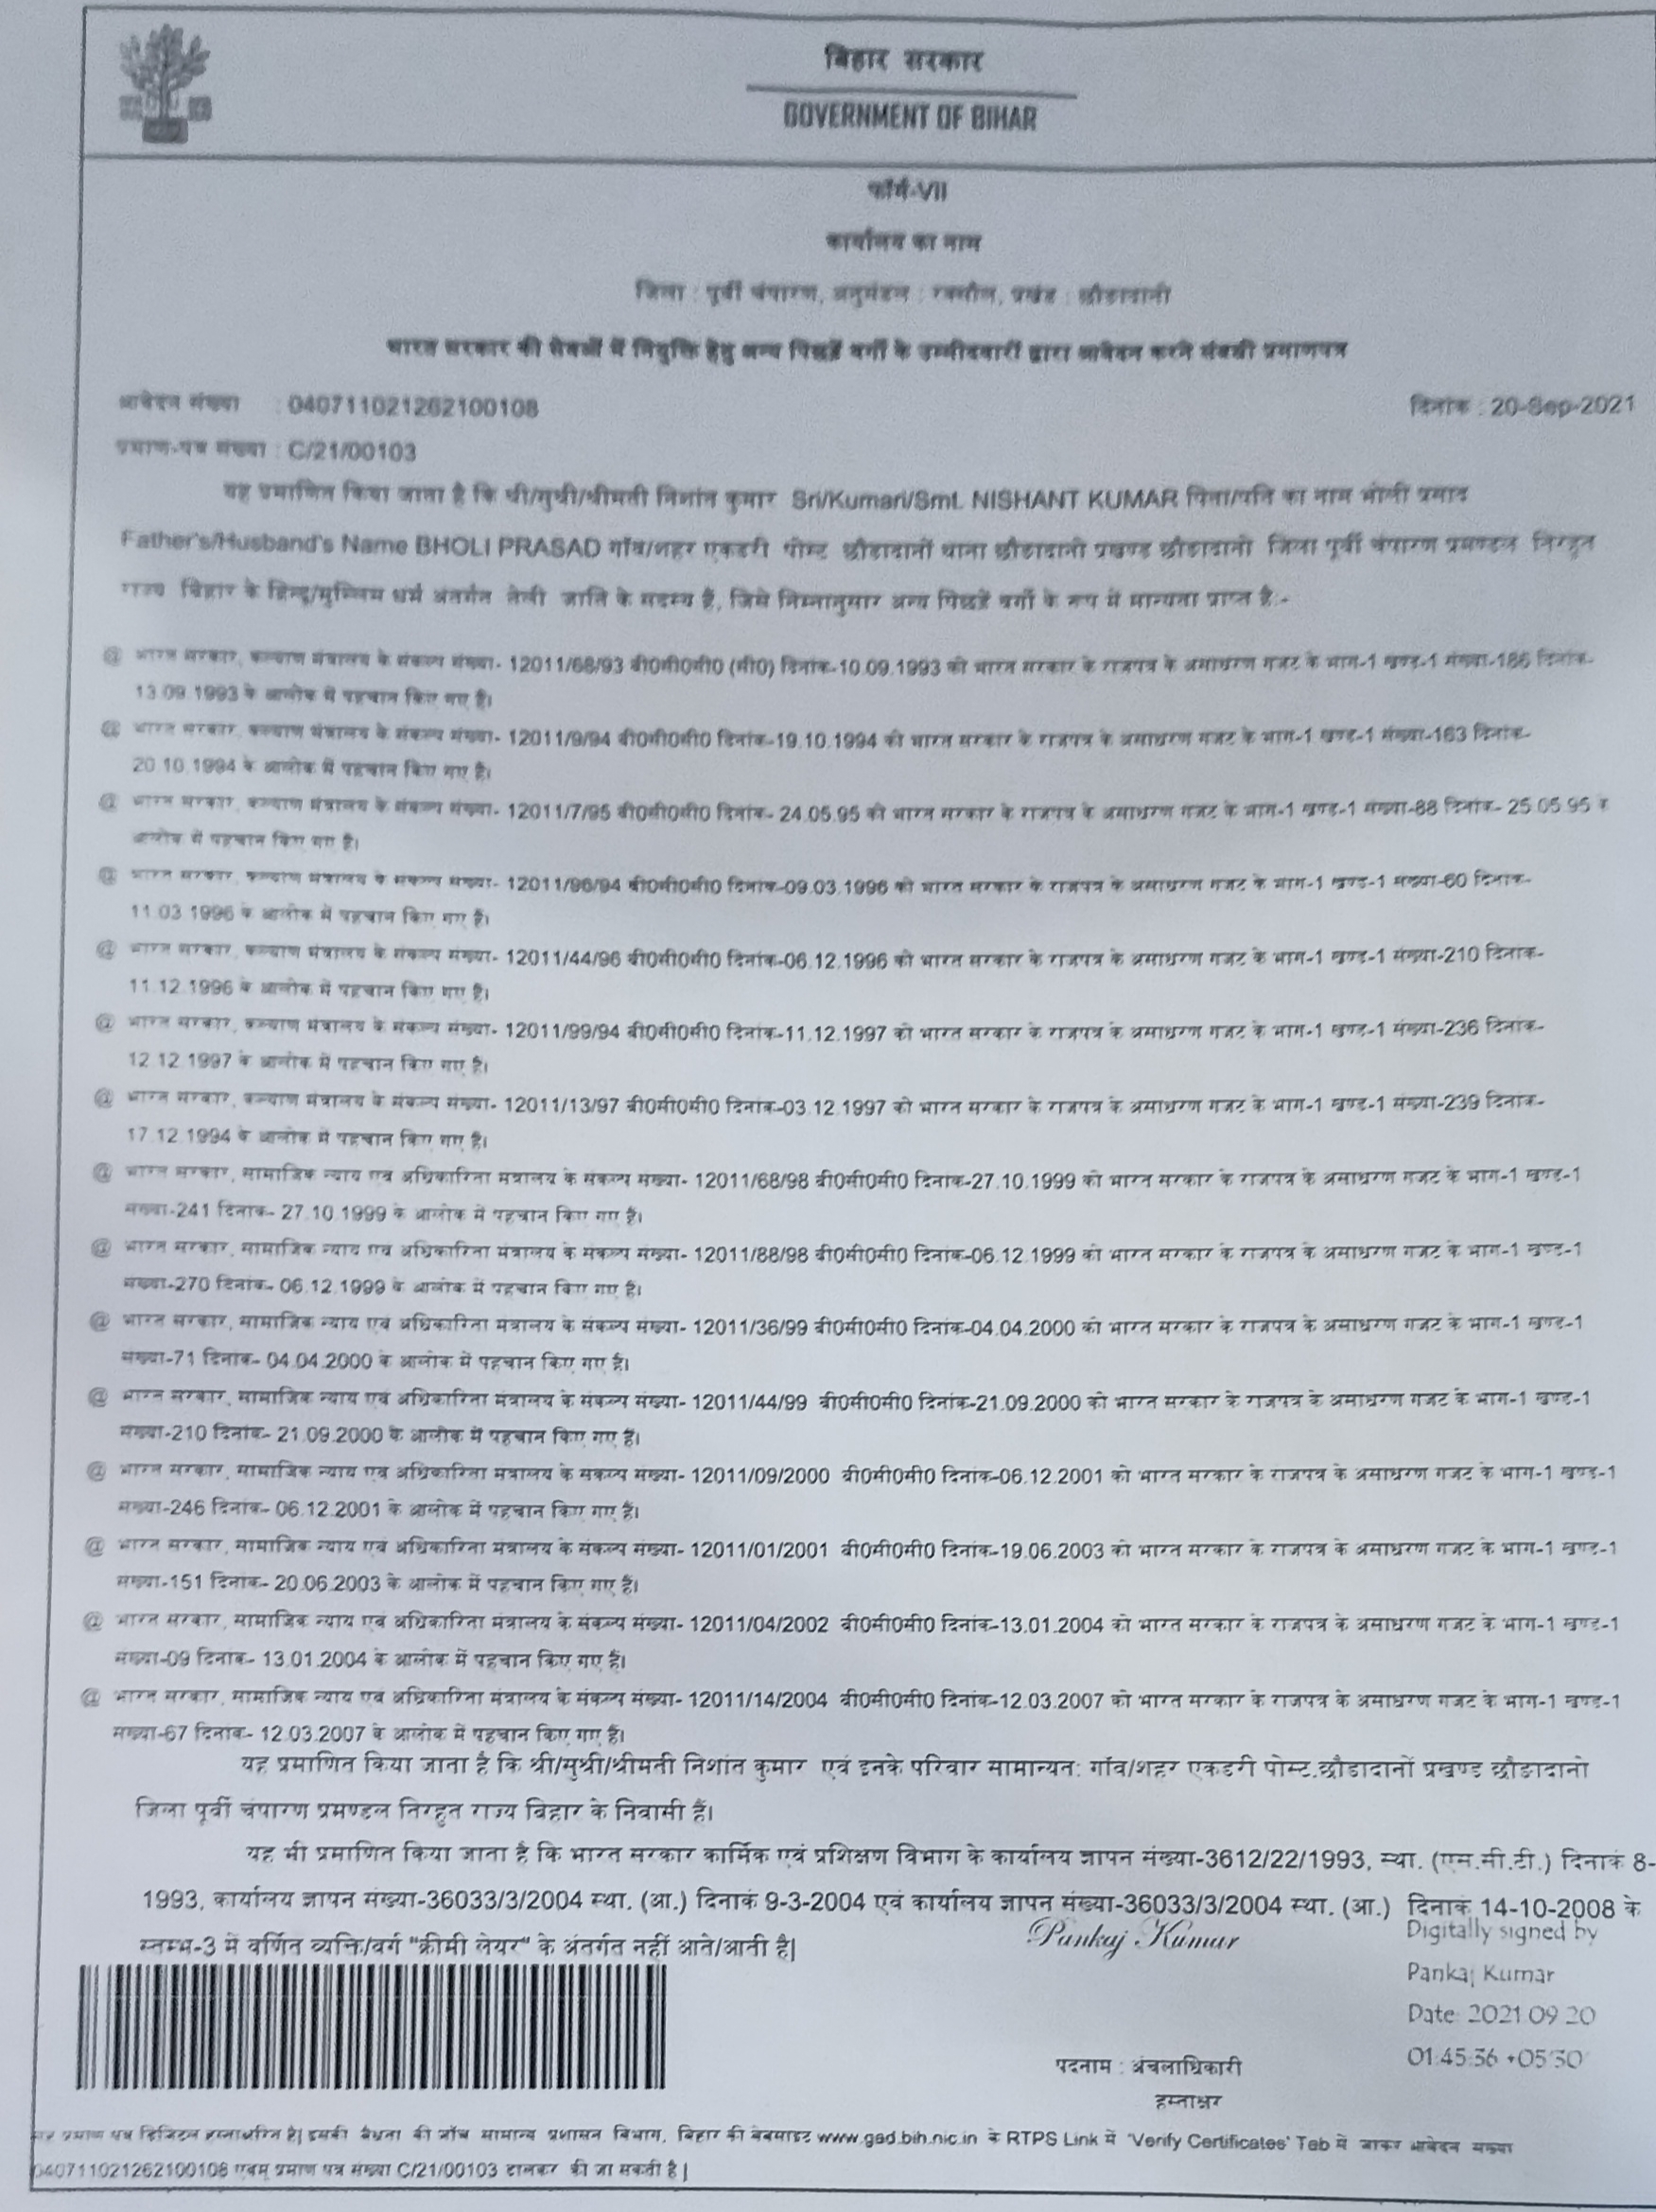 बिहार सरकार
GOVERNMENT OF BIHAR
फॉर्म-VII
कार्यालय का नाम
जिला : पूर्वी चंपारण, अनुमंडल : रक्सौल, प्रखंड : छौडादानो
भारत सरकार की सेवओं में नियुक्ति हेतु अन्य पिछड़ें वर्गों के उम्मीदवारों द्वारा आवेदन करने संबधी प्रमाणपत्र
आवेदन संख्या : 040711021262100108 दिनांक : 20-Sep-2021
प्रमाण-पत्र संख्या : C/21/00103
यह प्रमाणित किया जाता है कि श्री/सुश्री/श्रीमती निशांत कुमार Sri/Kumari/Smt. NISHANT KUMAR पिता/पति का नाम भोली प्रसाद
Father's/Husband's Name BHOLI PRASAD गॉव/शहर एकडरी पोस्ट छौडादानों थाना छौडादानो प्रखण्ड छौडादानो जिला पूर्वी चंपारण प्रमण्डल तिरहुत
राज्य बिहार के हिन्दू/मुस्लिम धर्म अंतर्गत तेली जाति के सदस्य हैं, जिसे निम्नानुसार अन्य पिछड़ें वर्गों के रूप में मान्यता प्राप्त है:-
@ भारत सरकार, कल्याण मंत्रालय के संकल्प संख्या- 12011/68/93 बी0सी0सी0 (सी0) दिनांक-10.09.1993 को भारत सरकार के राजपत्र के असाधरण गजट के भाग-1 खण्ड-1 संख्या-186 दिनांक-
13.09.1993 के आलोक में पहचान किए गए हैं।
@ भारत सरकार, कल्याण मंत्रालय के संकल्प संख्या- 12011/9/94 बी0सी0सी0 दिनांक-19.10.1994 को भारत सरकार के राजपत्र के असाधरण गजट के भाग-1 खण्ड-1 संख्या-163 दिनांक-
20.10.1994 के आलोक में पहचान किए गए हैं।
@ भारत सरकार, कल्याण मंत्रालय के संकल्प संख्या- 12011/7/95 बी0सी0सी0 दिनांक- 24.05.95 को भारत सरकार के राजपत्र के असाधरण गजट के भाग-1 खण्ड-1 संख्या-88 दिनांक- 25.05.95 के
आलोक में पहचान किए गए हैं।
@ भारत सरकार, कल्याण मंत्रालय के संकल्प संख्या- 12011/96/94 बी0सी0सी0 दिनांक-09.03.1996 को भारत सरकार के राजपत्र के असाधरण गजट के भाग-1 खण्ड-1 संख्या-60 दिनांक-
11.03.1996 के आलोक में पहचान किए गए हैं।
@ भारत सरकार, कल्याण मंत्रालय के संकल्प संख्या- 12011/44/96 बी0सी0सी0 दिनांक-06.12.1996 को भारत सरकार के राजपत्र के असाधरण गजट के भाग-1 खण्ड-1 संख्या-210 दिनांक-
11.12.1996 के आलोक में पहचान किए गए हैं।
@ भारत सरकार, कल्याण मंत्रालय के संकल्प संख्या- 12011/99/94 बी0सी0सी0 दिनांक-11.12.1997 को भारत सरकार के राजपत्र के असाधरण गजट के भाग-1 खण्ड-1 संख्या-236 दिनांक-
12.12.1997 के आलोक में पहचान किए गए हैं।
@ भारत सरकार, कल्याण मंत्रालय के संकल्प संख्या- 12011/13/97 बी0सी0सी0 दिनांक-03.12.1997 को भारत सरकार के राजपत्र के असाधरण गजट के भाग-1 खण्ड-1 संख्या-239 दिनांक-
17.12.1994 के आलोक में पहचान किए गए हैं।
@ भारत सरकार, सामाजिक न्याय एवं अधिकारिता मंत्रालय के संकल्प संख्या- 12011/68/98 बी0सी0सी0 दिनांक-27.10.1999 को भारत सरकार के राजपत्र के असाधरण गजट के भाग-1 खण्ड-1
संख्या-241 दिनांक- 27.10.1999 के आलोक में पहचान किए गए हैं।
@ भारत सरकार, सामाजिक न्याय एवं अधिकारिता मंत्रालय के संकल्प संख्या- 12011/88/98 बी0सी0सी0 दिनांक-06.12.1999 को भारत सरकार के राजपत्र के असाधरण गजट के भाग-1 खण्ड-1
संख्या-270 दिनांक- 06.12.1999 के आलोक में पहचान किए गए हैं।
@ भारत सरकार, सामाजिक न्याय एवं अधिकारिता मंत्रालय के संकल्प संख्या- 12011/36/99 बी0सी0सी0 दिनांक-04.04.2000 को भारत सरकार के राजपत्र के असाधरण गजट के भाग-1 खण्ड-1
संख्या-71 दिनांक- 04.04.2000 के आलोक में पहचान किए गए हैं।
@ भारत सरकार, सामाजिक न्याय एवं अधिकारिता मंत्रालय के संकल्प संख्या- 12011/44/99 बी0सी0सी0 दिनांक-21.09.2000 को भारत सरकार के राजपत्र के असाधरण गजट के भाग-1 खण्ड-1
संख्या-210 दिनांक- 21.09.2000 के आलोक में पहचान किए गए हैं।
@ भारत सरकार, सामाजिक न्याय एवं अधिकारिता मंत्रालय के संकल्प संख्या- 12011/09/2000 बी0सी0सी0 दिनांक-06.12.2001 को भारत सरकार के राजपत्र के असाधरण गजट के भाग-1 खण्ड-1
संख्या-246 दिनांक- 06.12.2001 के आलोक में पहचान किए गए हैं।
@ भारत सरकार, सामाजिक न्याय एवं अधिकारिता मंत्रालय के संकल्प संख्या- 12011/01/2001 बी0सी0सी0 दिनांक-19.06.2003 को भारत सरकार के राजपत्र के असाधरण गजट के भाग-1 खण्ड-1
संख्या-151 दिनांक- 20.06.2003 के आलोक में पहचान किए गए हैं।
@ भारत सरकार, सामाजिक न्याय एवं अधिकारिता मंत्रालय के संकल्प संख्या- 12011/04/2002 बी0सी0सी0 दिनांक-13.01.2004 को भारत सरकार के राजपत्र के असाधरण गजट के भाग-1 खण्ड-1
संख्या-09 दिनांक- 13.01.2004 के आलोक में पहचान किए गए हैं।
@ भारत सरकार, सामाजिक न्याय एवं अधिकारिता मंत्रालय के संकल्प संख्या- 12011/14/2004 बी0सी0सी0 दिनांक-12.03.2007 को भारत सरकार के राजपत्र के असाधरण गजट के भाग-1 खण्ड-1
संख्या-67 दिनांक- 12.03.2007 के आलोक में पहचान किए गए हैं।
यह प्रमाणित किया जाता है कि श्री/सुश्री/श्रीमती निशांत कुमार एवं इनके परिवार सामान्यत: गॉव/शहर एकडरी पोस्ट.छौडादानों प्रखण्ड छौडादानो
जिला पूर्वी चंपारण प्रमण्डल तिरहुत राज्य बिहार के निवासी हैं।
यह भी प्रमाणित किया जाता है कि भारत सरकार कार्मिक एवं प्रशिक्षण विभाग के कार्यालय ज्ञापन संख्या-3612/22/1993, स्था. (एस.सी.टी.) दिनाकं 8-
1993, कार्यालय ज्ञापन संख्या-36033/3/2004 स्था. (आ.) दिनाकं 9-3-2004 एवं कार्यालय ज्ञापन संख्या-36033/3/2004 स्था. (आ.) दिनाकं 14-10-2008 के
स्तम्भ-3 में वर्णित व्यक्ति/वर्ग "क्रीमी लेयर" के अंतर्गत नहीं आते/आती है|
Pankaj Kumar
Digitally signed by
Pankaj Kumar
Date: 2021.09.20
01:45:36 +05'30'
पदनाम : अंचलाधिकारी
हस्ताक्षर
यह प्रमाण पत्र डिजिटल हस्ताक्षरित है| इसकी वैधता की जाँच सामान्य प्रशासन विभाग, बिहार की वेबसाइट www.gad.bih.nic.in के RTPS Link में 'Verify Certificates' Tab में जाकर आवेदन संख्या
040711021262100108 एवम् प्रमाण पत्र संख्या C/21/00103 डालकर की जा सकती है |